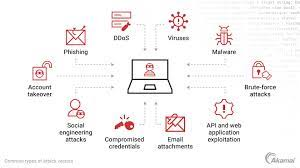 DDoS
Viruses
Phishing
Malware
Account
takeover
Brute-force
attacks
Social
engineering
attacks
Compromised
credentials
Email
attachments
API and web
application
exploitation
Common types of attack vectors
Akamai